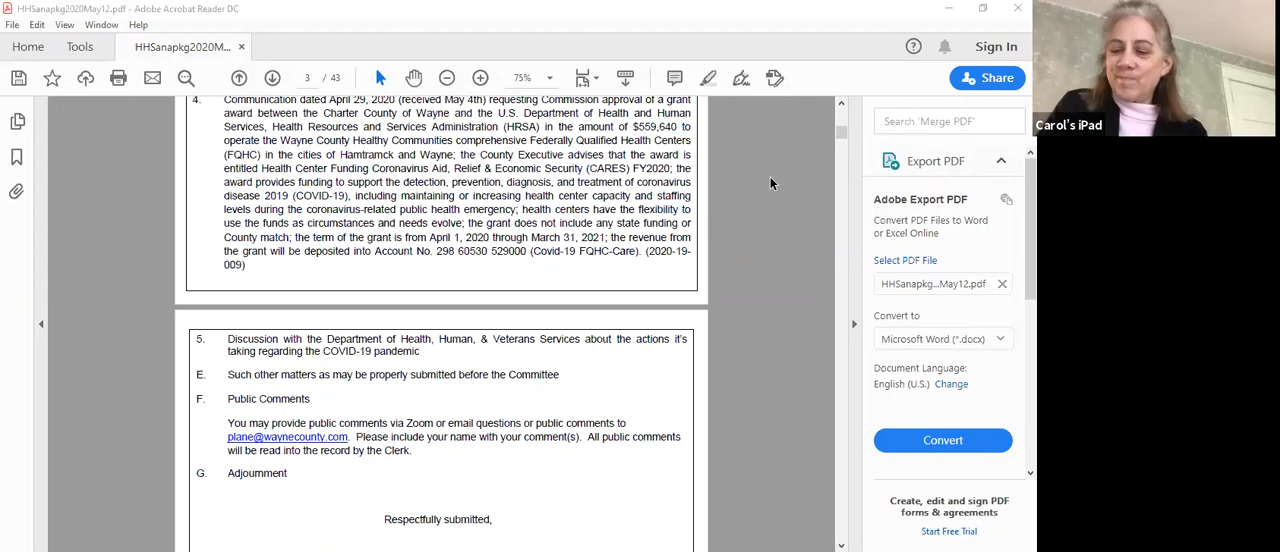 HHSanapkg2020May12.pdf - Adobe Acrobat Reader DC
File Edit View Window Help
Home Tools HHSanapkg2020M... × Sign In
3 / 43 75% Share
4. Communication dated April 29, 2020 (received May 4th) requesting Commission approval of a grant
award between the Charter County of Wayne and the U.S. Department of Health and Human
Services, Health Resources and Services Administration (HRSA) in the amount of $559,640 to
operate the Wayne County Healthy Communities comprehensive Federally Qualified Health Centers
(FQHC) in the cities of Hamtramck and Wayne; the County Executive advises that the award is
entitled Health Center Funding Coronavirus Aid, Relief & Economic Security (CARES) FY2020; the
award provides funding to support the detection, prevention, diagnosis, and treatment of coronavirus
disease 2019 (COVID-19), including maintaining or increasing health center capacity and staffing
levels during the coronavirus-related public health emergency; health centers have the flexibility to
use the funds as circumstances and needs evolve; the grant does not include any state funding or
County match; the term of the grant is from April 1, 2020 through March 31, 2021; the revenue from
the grant will be deposited into Account No. 298 60530 529000 (Covid-19 FQHC-Care). (2020-19-
009)
5. Discussion with the Department of Health, Human, & Veterans Services about the actions it's
taking regarding the COVID-19 pandemic
E. Such other matters as may be properly submitted before the Committee
F. Public Comments
You may provide public comments via Zoom or email questions or public comments to
plane@waynecounty.com. Please include your name with your comment(s). All public comments
will be read into the record by the Clerk.
G. Adjournment
Respectfully submitted,
Search 'Merge PDF'
Export PDF
Adobe Export PDF
Convert PDF Files to Word
or Excel Online
Select PDF File
HHSanapkg...May12.pdf
Convert to
Microsoft Word (*.docx)
Document Language:
English (U.S.) Change
Convert
Create, edit and sign PDF
forms & agreements
Start Free Trial
Carol's iPad